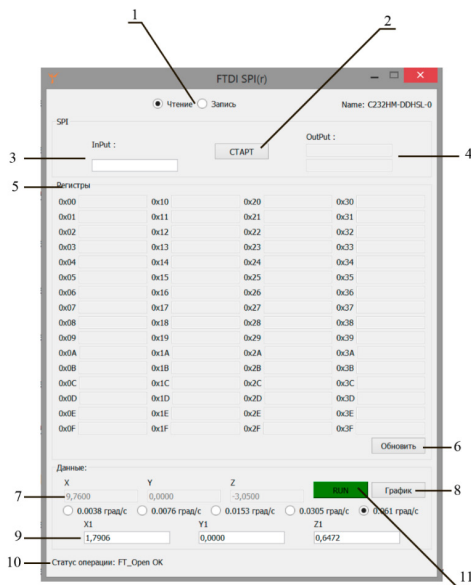 1
2
FTDI SPI(r)
Чтение Запись Name: C232HM-DDHSL-0
SPI
InPut :
СТАРТ
OutPut :
3
4
5
Регистры
0x00 0x10 0x20 0x30
0x01 0x11 0x21 0x31
0x02 0x12 0x22 0x32
0x03 0x13 0x23 0x33
0x04 0x14 0x24 0x34
0x05 0x15 0x25 0x35
0x06 0x16 0x26 0x36
0x07 0x17 0x27 0x37
0x08 0x18 0x28 0x38
0x09 0x19 0x29 0x39
0x0A 0x1A 0x2A 0x3A
0x0B 0x1B 0x2B 0x3B
0x0C 0x1C 0x2C 0x3C
0x0D 0x1D 0x2D 0x3D
0x0E 0x1E 0x2E 0x3E
0x0F 0x1F 0x2F 0x3F
Обновить
6
Данные:
X Y Z
7
9,7600 0,0000 -3,0500 RUN График
8
0.0038 град/с 0.0076 град/с 0.0153 град/с 0.0305 град/с 0.061 град/с
X1 Y1 Z1
9
1,7906 0,0000 0,6472
10
Статус операции: FT_Open OK
11